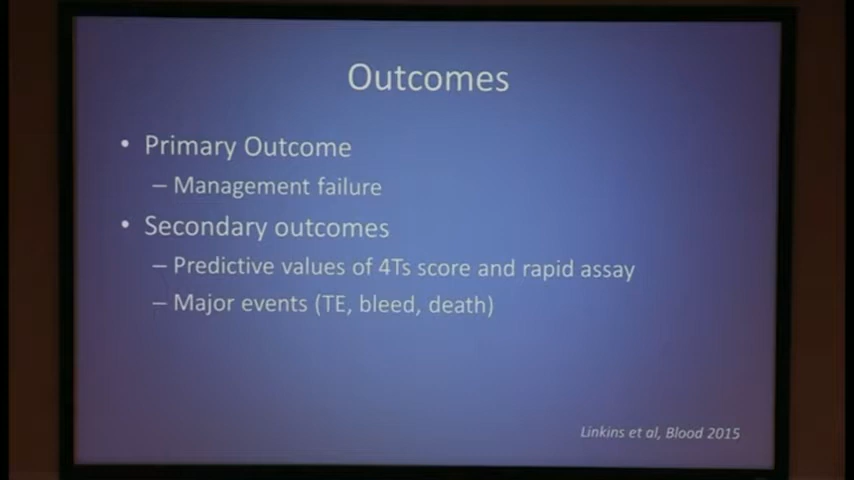 Outcomes
• Primary Outcome
– Management failure
• Secondary outcomes
– Predictive values of 4Ts score and rapid assay
– Major events (TE, bleed, death)
Linkins et al, Blood 2015